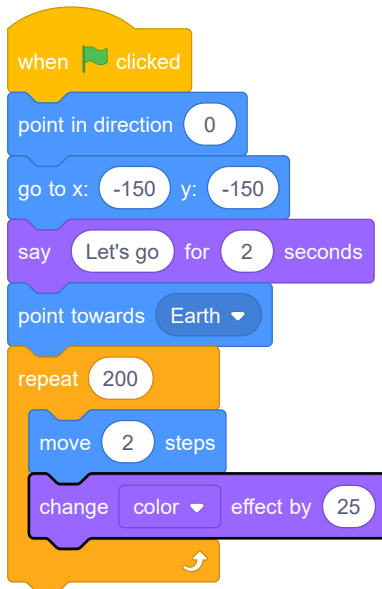 when clicked
point in direction 0
go to x: -150 y: -150
say Let's go for 2 seconds
point towards Earth
repeat 200
move 2 steps
change color effect by 25